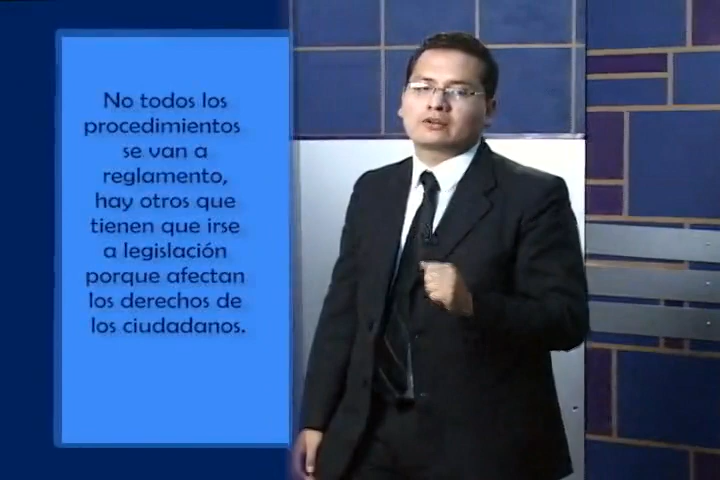 No todos los
procedimientos
se van a
reglamento,
hay otros que
tienen que irse
a legislación
porque afectan
los derechos de
los ciudadanos.